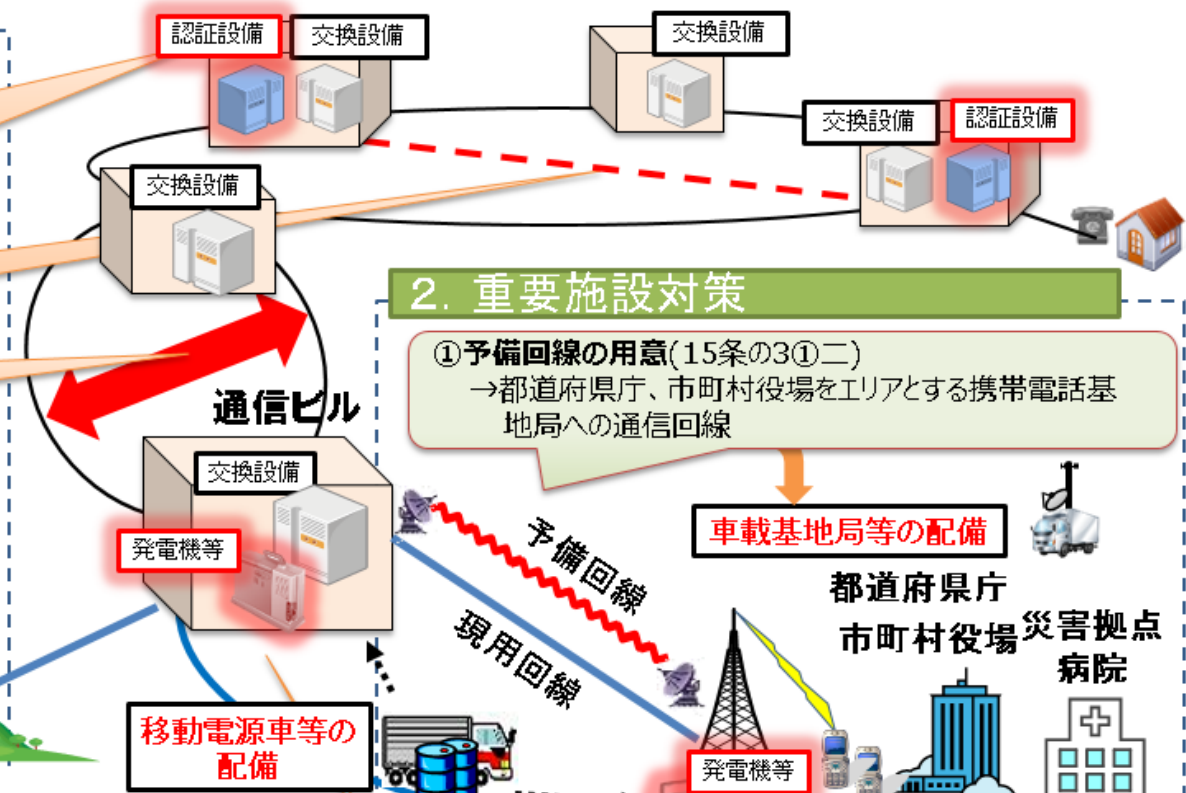 認証設備
交換設備
交換設備
交換設備
認証設備
交換設備
2．重要施設対策
①予備回線の用意(15条の3①二)
→都道府県庁、市町村役場をエリアとする携帯電話基
地局への通信回線
通信ビル
交換設備
発電機等
予備回線
現用回線
車載基地局等の配備
都道府県庁
市町村役場
災害拠点
病院
移動電源車等の
配備
発電機等